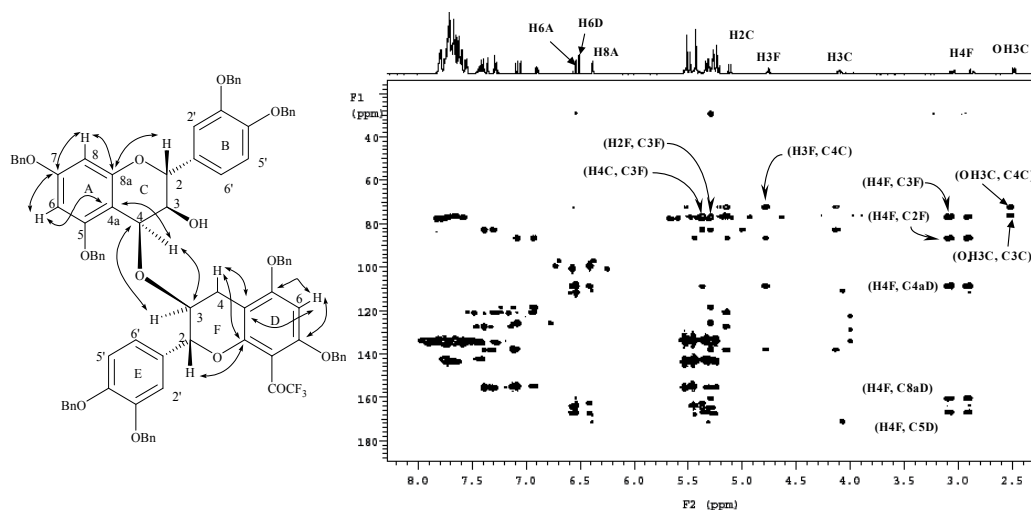 OBn
OBn
H
2'
B
BnO
7
8
O
H
5'
8a
2
6'
A
C
6
3
H
4a
4
OH
5
OBn
H
O
H
OBn
4
6
H
H
3
F
D
6'
2
5'
O
OBn
E
H
2'
COCF3
BnO
OBn
H6A
H6D
H8A
H2C
H3F
H3C
H4F
OH3C
F1
(ppm)
40
60
80
100
120
140
160
180
(H2F, C3F)
(H4C, C3F)
(H3F, C4C)
(H4F, C3F)
(OH3C, C4C)
(H4F, C2F)
(OH3C, C3C)
(H4F, C4aD)
(H4F, C8aD)
(H4F, C5D)
8.0 7.5 7.0 6.5 6.0 5.5 5.0 4.5 4.0 3.5 3.0 2.5
F2 (ppm)